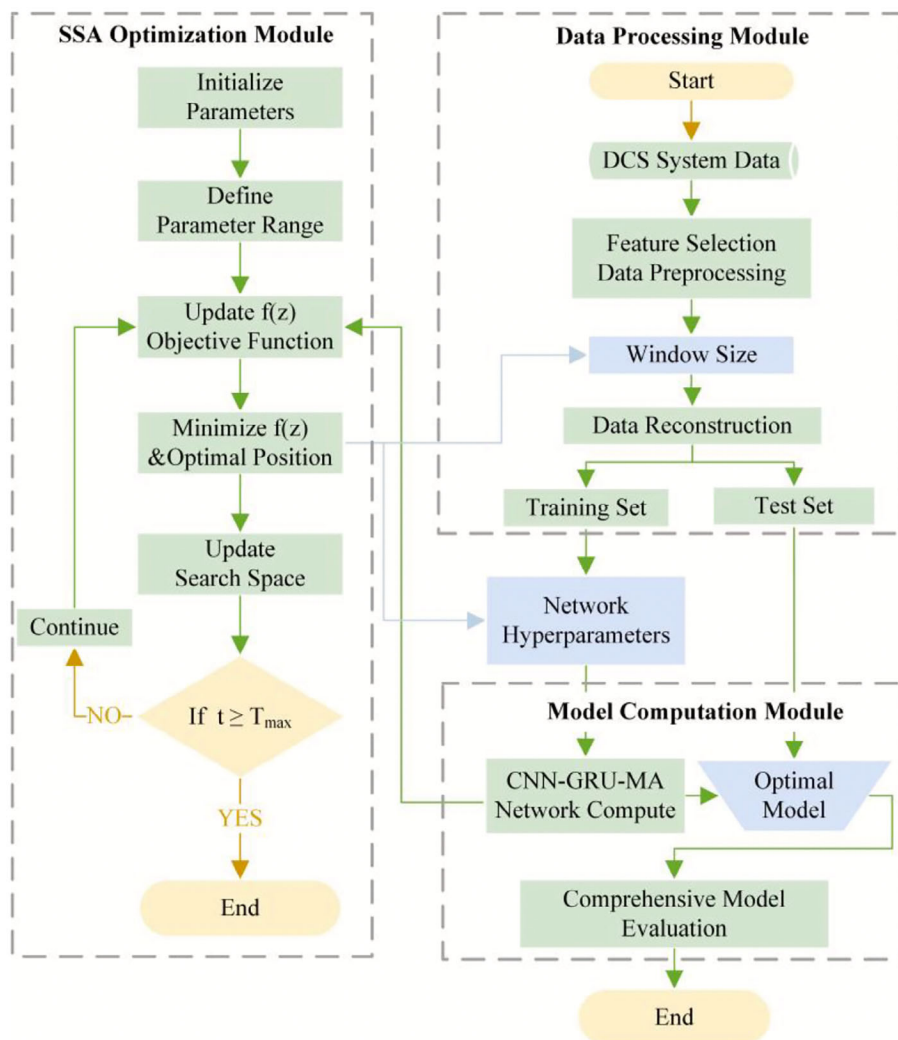 SSA Optimization Module
Initialize
Parameters
Define
Parameter Range
Update f(z)
Objective Function
Minimize f(z)
&Optimal Position
Update
Search Space
Continue
NO
If t ≥ Tmax
YES
End
Data Processing Module
Start
DCS System Data
Feature Selection
Data Preprocessing
Window Size
Data Reconstruction
Training Set
Test Set
Network
Hyperparameters
Model Computation Module
CNN-GRU-MA
Network Compute
Optimal
Model
Comprehensive Model
Evaluation
End